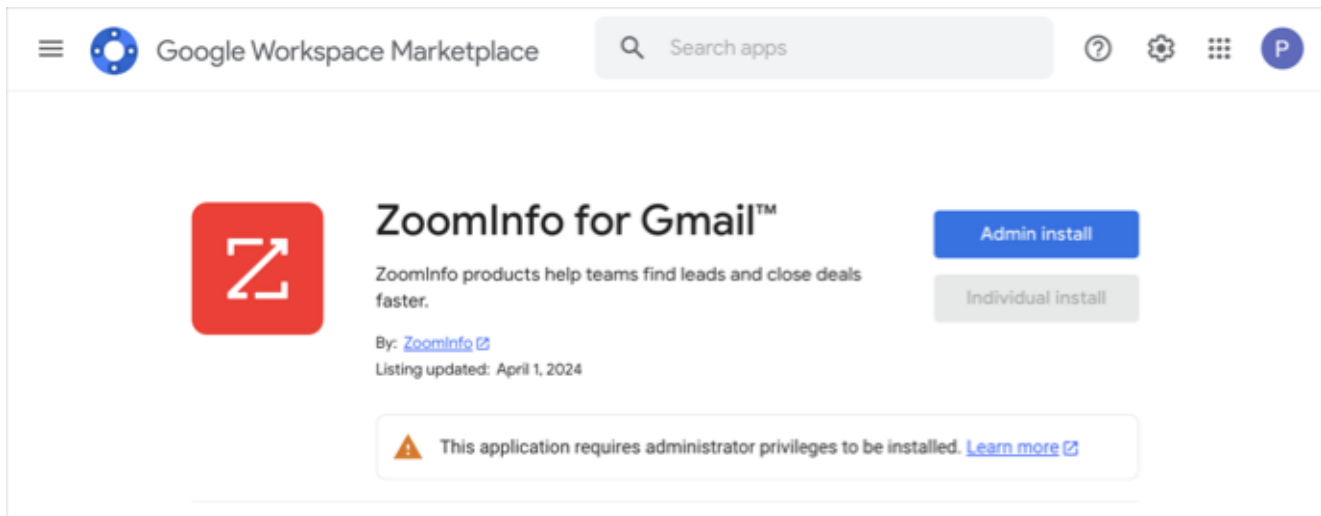 Google Workspace Marketplace
Search apps
P
Z
ZoomInfo for Gmail™
Admin install
ZoomInfo products help teams find leads and close deals
faster.
Individual install
By: ZoomInfo
Listing updated: April 1, 2024
This application requires administrator privileges to be installed. Learn more